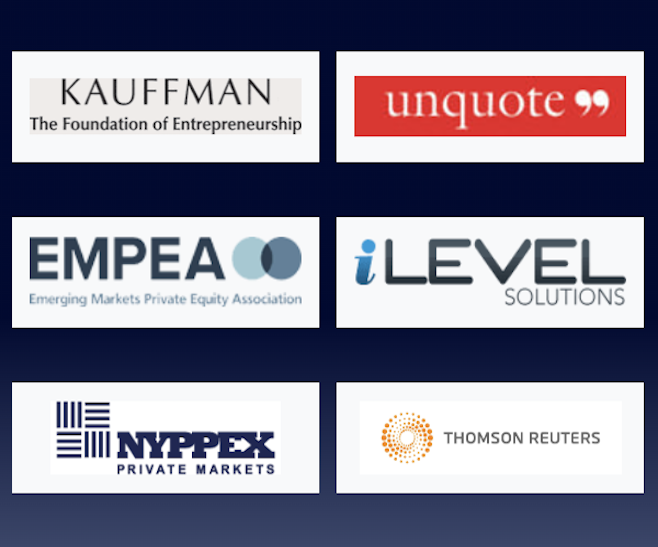 KAUFFMAN
The Foundation of Entrepreneurship
unquote ❟❟
EMPEA
Emerging Markets Private Equity Association
iLEVEL
SOLUTIONS
NYPPEX
PRIVATE MARKETS
THOMSON REUTERS